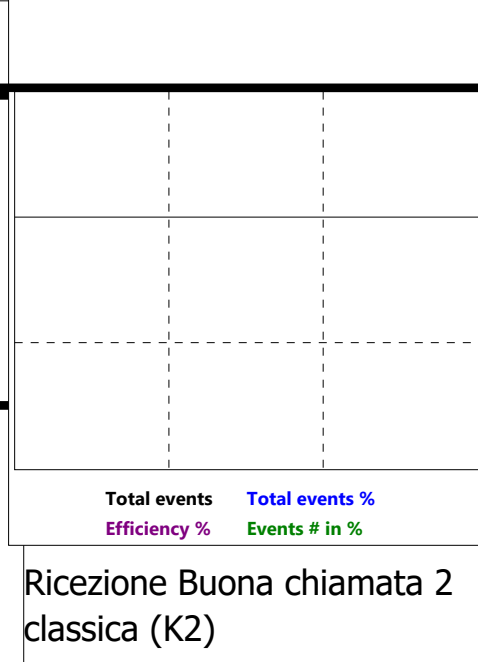 Total events Total events %
Efficiency % Events # in %
Ricezione Buona chiamata 2
classica (K2)